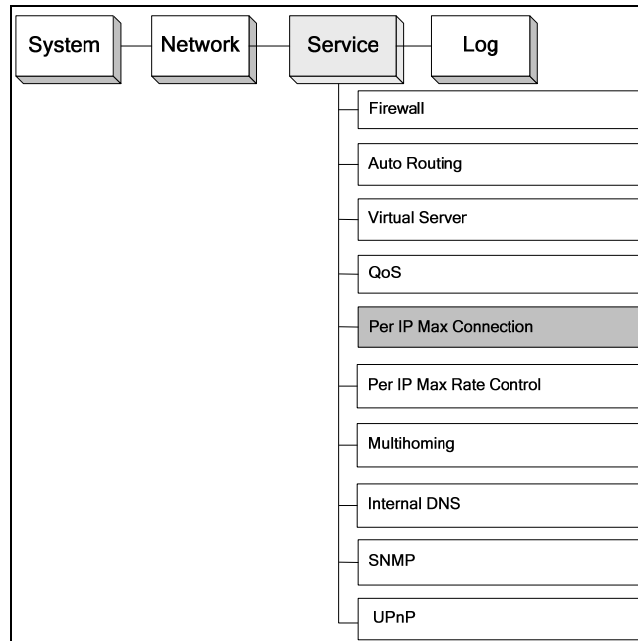 System
Network
Service
Log
Firewall
Auto Routing
Virtual Server
QoS
Per IP Max Connection
Per IP Max Rate Control
Multihoming
Internal DNS
SNMP
UPnP